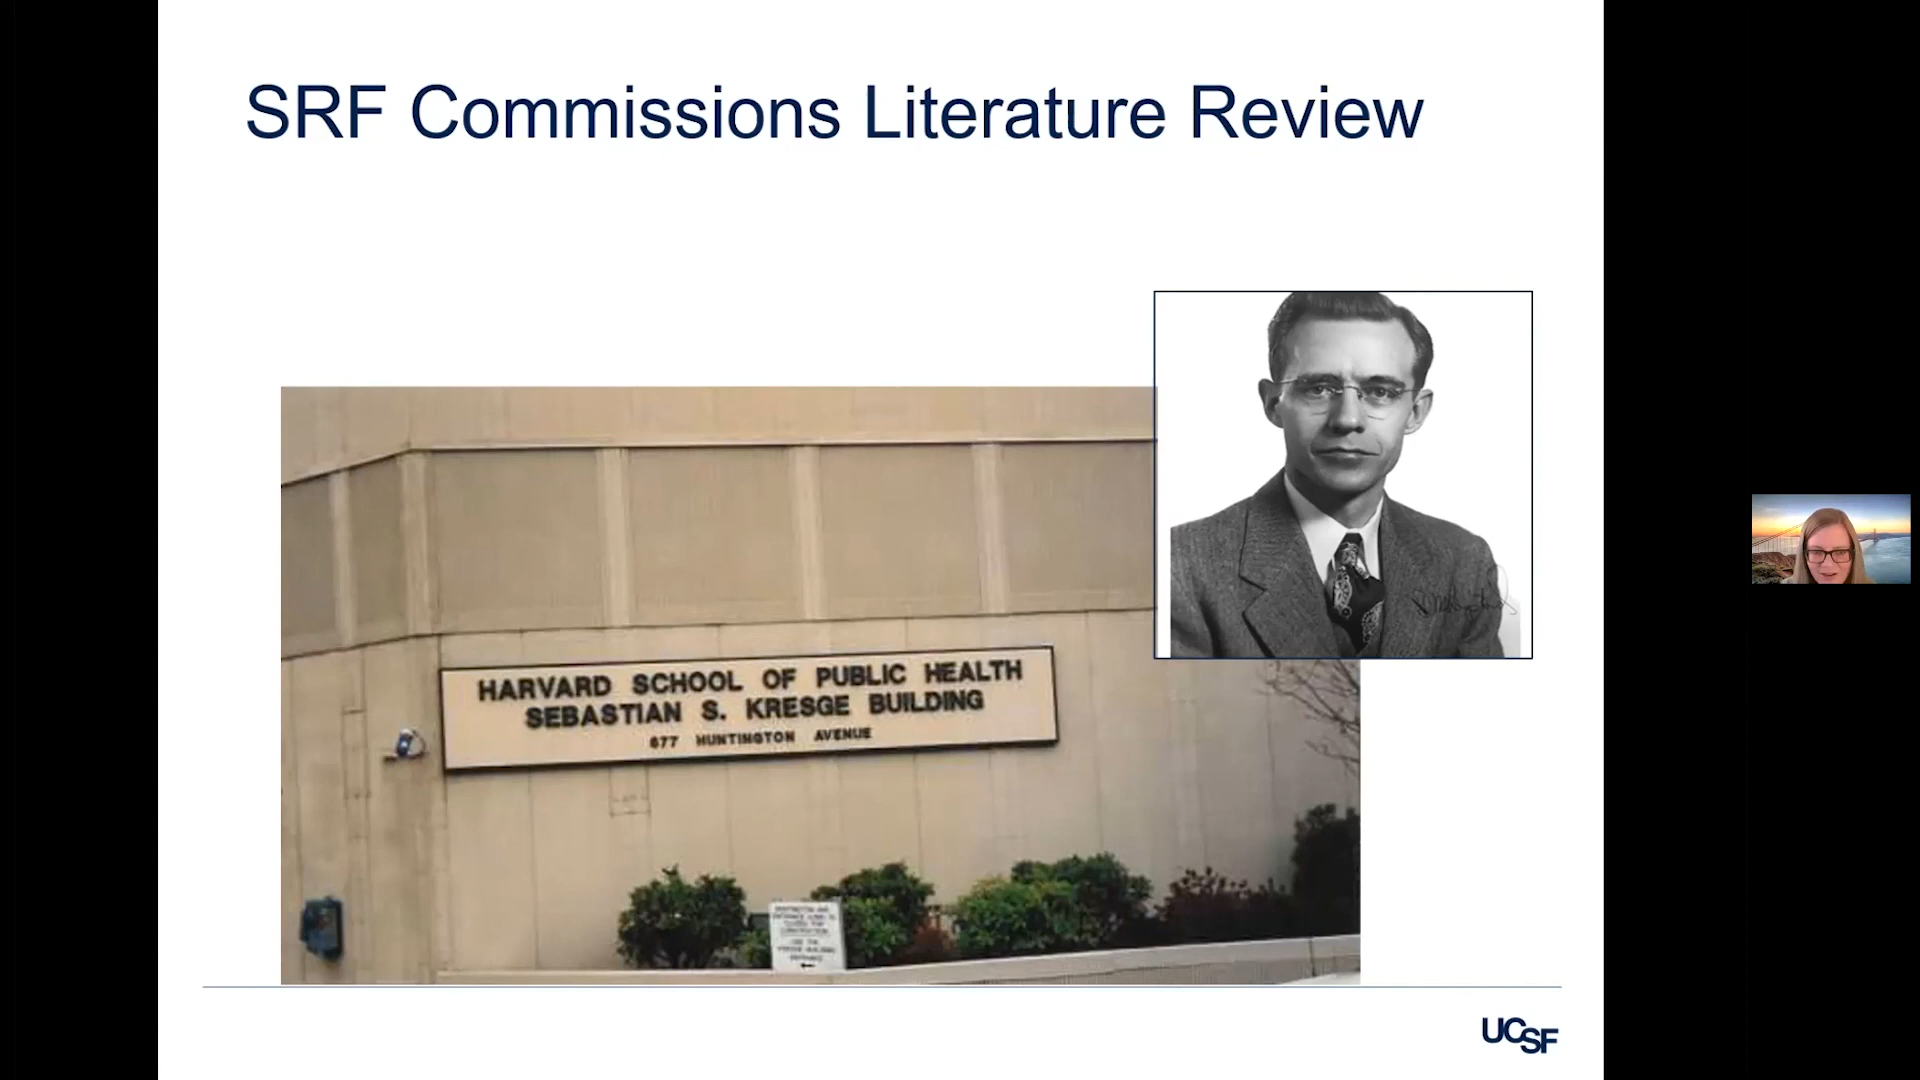 SRF Commissions Literature Review
HARVARD SCHOOL OF PUBLIC HEALTH
SEBASTIAN S. KRESGE BUILDING
677 HUNTINGTON AVENUE
UCSF